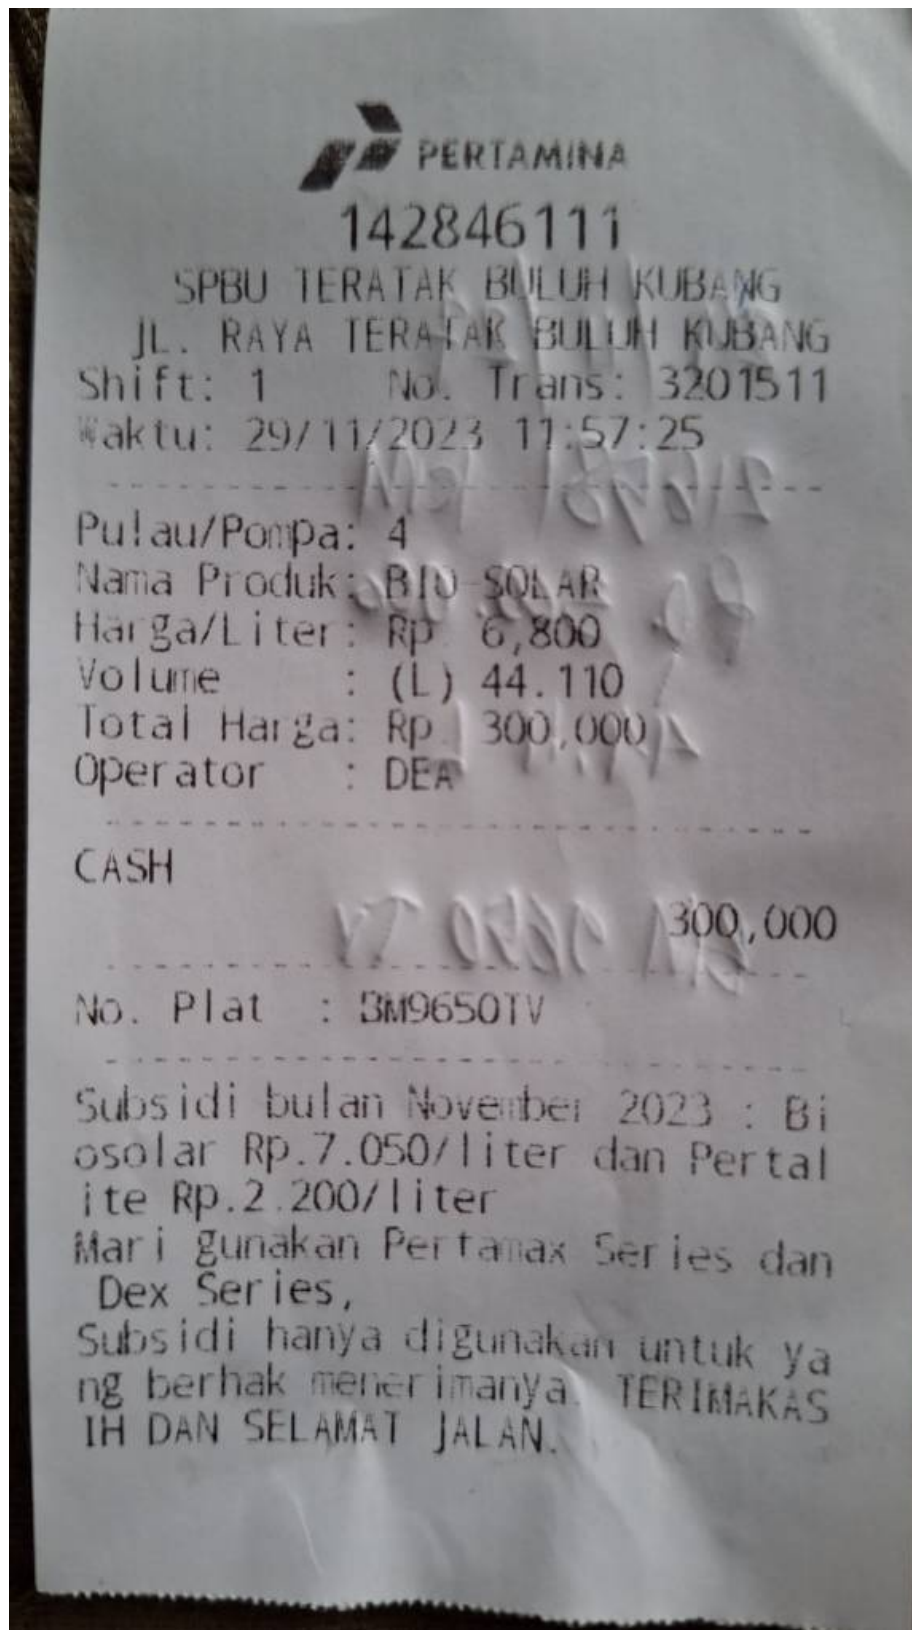 PERTAMINA
142846111
SPBU TERATAK BULUH KUBANG
JL. RAYA TERATAK BULUH KUBANG
Shift: 1 No. Trans: 3201511
Waktu: 29/11/2023 11:57:25
Pulau/Pompa: 4
Nama Produk: BIO-SOLAR
Harga/Liter: Rp 6,800
Volume : (L) 44.110
Total Harga: Rp 300,000
Operator : DEA
CASH
300,000
No. Plat : BM9650TV
Subsidi bulan November 2023 : Bi
osolar Rp.7.050/liter dan Pertal
ite Rp.2.200/liter
Mari gunakan Pertamax Series dan
Dex Series,
Subsidi hanya digunakan untuk ya
ng berhak menerimanya. TERIMAKAS
IH DAN SELAMAT JALAN.